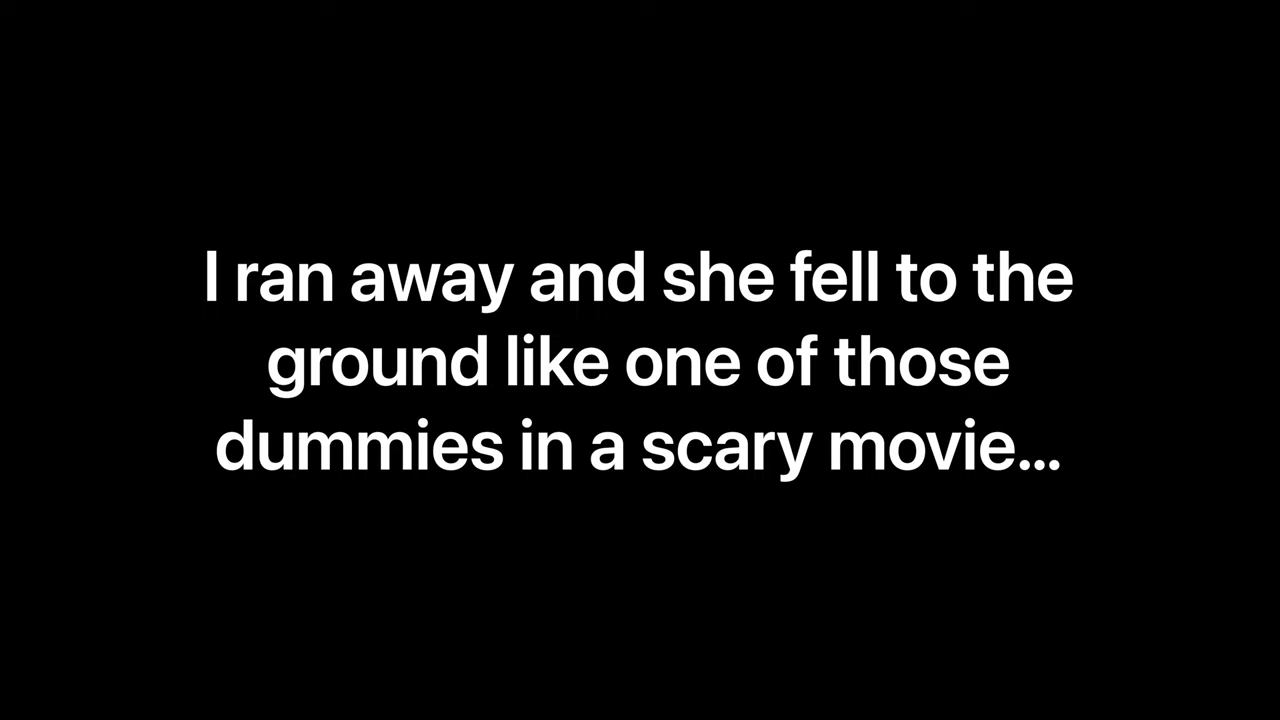 I ran away and she fell to the
ground like one of those
dummies in a scary movie...